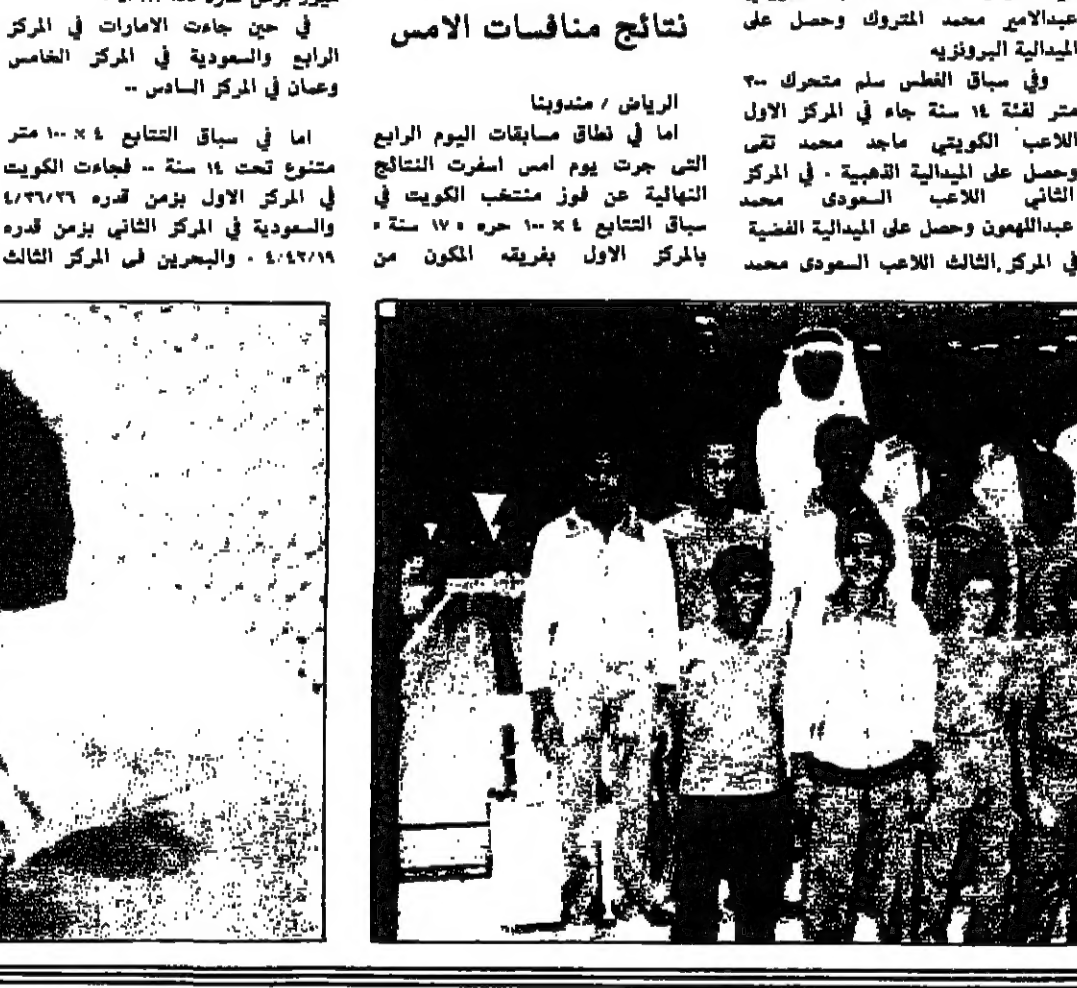 عبدالامير محمد المتروك وحصل على
الميدالية البرونزيه
وفي سباق الغطس سلم متحرك ٣٠٠
متر لفئة ١٤ سنة جاء في المركز الاول
اللاعب الكويتي ماجد محمد تقى
وحصل على الميدالية الذهبية . في المركز
الثاني اللاعب السعودى محمد
عبداللهمون وحصل على الميدالية الفضية
في المركز الثالث اللاعب السعودى محمد
نتائج منافسات الامس
الرياض / مندوبنا
اما في نطاق مسابقات اليوم الرابع
التى جرت يوم امس اسفرت النتائج
النهائية عن فوز منتخب الكويت في
سباق التتابع ٤ × ١٠٠ حره « ١٧ سنة »
بالمركز الاول بفريقه المكون من
في حين جاءت الامارات في المركز
الرابع والسعودية في المركز الخامس
وعمان في المركز السادس ..
اما في سباق التتابع ٤ × ١٠٠ متر
متنوع تحت ١٤ سنة .. فجاءت الكويت
في المركز الاول بزمن قدره ٤/٣٦/٢٦
والسعودية في المركز الثاني بزمن قدره
٤/٤٢/١٩ . والبحرين في المركز الثالث